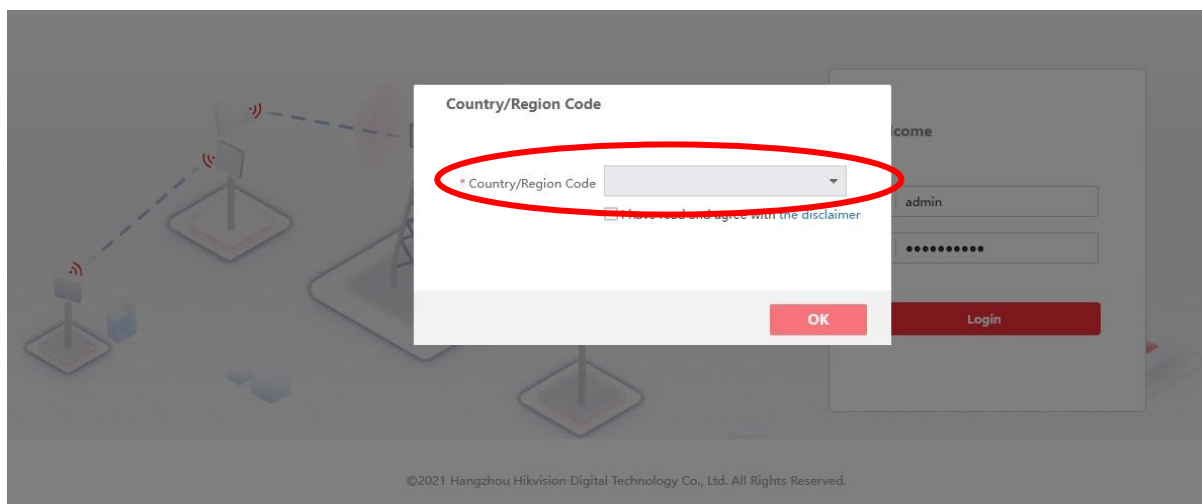 Country/Region Code
* Country/Region Code
I have read and agree with the disclaimer
OK
come
admin
••••••••••
Login
©2021 Hangzhou Hikvision Digital Technology Co., Ltd. All Rights Reserved.